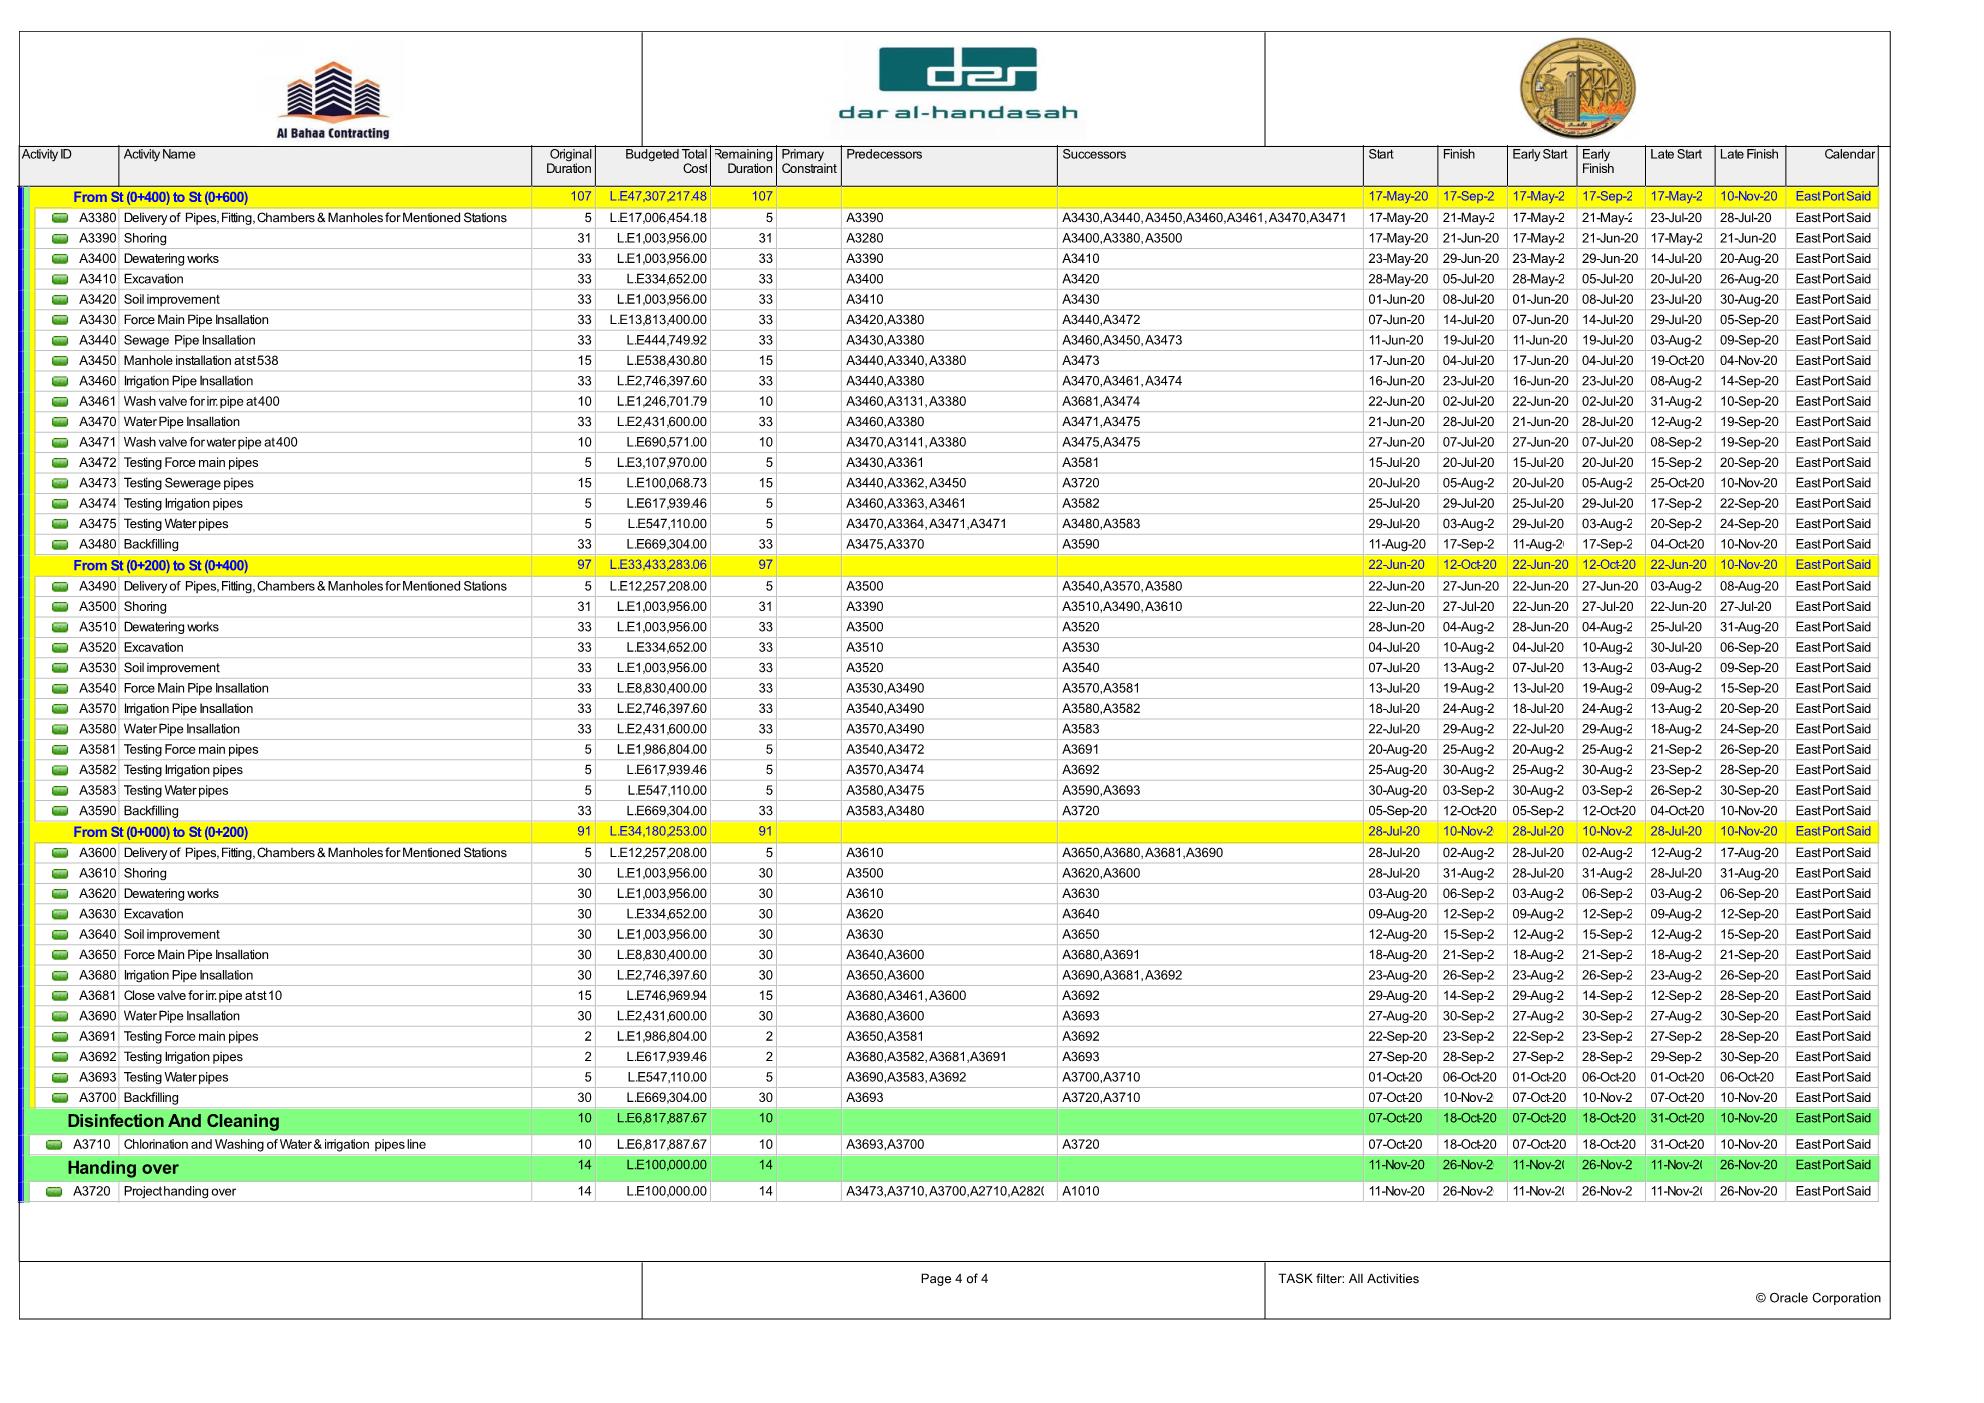 Al Bahaa Contracting
dar
dar al-handasah
Activity ID Activity Name Original Duration Budgeted Total Cost Remaining Duration Primary Constraint Predecessors Successors Start Finish Early Start Early Finish Late Start Late Finish Calendar
From St (0+400) to St (0+600) 107 L.E47,307,217.48 107 17-May-20 17-Sep-2 17-May-2 17-Sep-2 17-May-2 10-Nov-20 East Port Said
A3380 Delivery of Pipes, Fitting, Chambers & Manholes for Mentioned Stations 5 L.E17,006,454.18 5 A3390 A3430,A3440,A3450,A3460,A3461,A3470,A3471 17-May-20 21-May-2 17-May-2 21-May-2 23-Jul-20 28-Jul-20 East Port Said
A3390 Shoring 31 L.E1,003,956.00 31 A3280 A3400,A3380,A3500 17-May-20 21-Jun-20 17-May-2 21-Jun-20 17-May-2 21-Jun-20 East Port Said
A3400 Dewatering works 33 L.E1,003,956.00 33 A3390 A3410 23-May-20 29-Jun-20 23-May-2 29-Jun-20 14-Jul-20 20-Aug-20 East Port Said
A3410 Excavation 33 L.E334,652.00 33 A3400 A3420 28-May-20 05-Jul-20 28-May-2 05-Jul-20 20-Jul-20 26-Aug-20 East Port Said
A3420 Soil improvement 33 L.E1,003,956.00 33 A3410 A3430 01-Jun-20 08-Jul-20 01-Jun-20 08-Jul-20 23-Jul-20 30-Aug-20 East Port Said
A3430 Force Main Pipe Insallation 33 L.E13,813,400.00 33 A3420,A3380 A3440,A3472 07-Jun-20 14-Jul-20 07-Jun-20 14-Jul-20 29-Jul-20 05-Sep-20 East Port Said
A3440 Sewage Pipe Insallation 33 L.E444,749.92 33 A3430,A3380 A3460,A3450,A3473 11-Jun-20 19-Jul-20 11-Jun-20 19-Jul-20 03-Aug-2 09-Sep-20 East Port Said
A3450 Manhole installation at st 538 15 L.E538,430.80 15 A3440,A3340,A3380 A3473 17-Jun-20 04-Jul-20 17-Jun-20 04-Jul-20 19-Oct-20 04-Nov-20 East Port Said
A3460 Irrigation Pipe Insallation 33 L.E2,746,397.60 33 A3440,A3380 A3470,A3461,A3474 16-Jun-20 23-Jul-20 16-Jun-20 23-Jul-20 08-Aug-2 14-Sep-20 East Port Said
A3461 Wash valve for irr. pipe at 400 10 L.E1,246,701.79 10 A3460,A3131,A3380 A3681,A3474 22-Jun-20 02-Jul-20 22-Jun-20 02-Jul-20 31-Aug-2 10-Sep-20 East Port Said
A3470 Water Pipe Insallation 33 L.E2,431,600.00 33 A3460,A3380 A3471,A3475 21-Jun-20 28-Jul-20 21-Jun-20 28-Jul-20 12-Aug-2 19-Sep-20 East Port Said
A3471 Wash valve for water pipe at 400 10 L.E690,571.00 10 A3470,A3141,A3380 A3475,A3475 27-Jun-20 07-Jul-20 27-Jun-20 07-Jul-20 08-Sep-2 19-Sep-20 East Port Said
A3472 Testing Force main pipes 5 L.E3,107,970.00 5 A3430,A3361 A3581 15-Jul-20 20-Jul-20 15-Jul-20 20-Jul-20 15-Sep-2 20-Sep-20 East Port Said
A3473 Testing Sewerage pipes 15 L.E100,068.73 15 A3440,A3362,A3450 A3720 20-Jul-20 05-Aug-2 20-Jul-20 05-Aug-2 25-Oct-20 10-Nov-20 East Port Said
A3474 Testing Irrigation pipes 5 L.E617,939.46 5 A3460,A3363,A3461 A3582 25-Jul-20 29-Jul-20 25-Jul-20 29-Jul-20 17-Sep-2 22-Sep-20 East Port Said
A3475 Testing Water pipes 5 L.E547,110.00 5 A3470,A3364,A3471,A3471 A3480,A3583 29-Jul-20 03-Aug-2 29-Jul-20 03-Aug-2 20-Sep-2 24-Sep-20 East Port Said
A3480 Backfilling 33 L.E669,304.00 33 A3475,A3370 A3590 11-Aug-20 17-Sep-2 11-Aug-2 17-Sep-2 04-Oct-20 10-Nov-20 East Port Said
From St (0+200) to St (0+400) 97 L.E33,433,283.06 97 22-Jun-20 12-Oct-20 22-Jun-20 12-Oct-20 22-Jun-20 10-Nov-20 East Port Said
A3490 Delivery of Pipes, Fitting, Chambers & Manholes for Mentioned Stations 5 L.E12,257,208.00 5 A3500 A3540,A3570,A3580 22-Jun-20 27-Jun-20 22-Jun-20 27-Jun-20 03-Aug-2 08-Aug-20 East Port Said
A3500 Shoring 31 L.E1,003,956.00 31 A3390 A3510,A3490,A3610 22-Jun-20 27-Jul-20 22-Jun-20 27-Jul-20 22-Jun-20 27-Jul-20 East Port Said
A3510 Dewatering works 33 L.E1,003,956.00 33 A3500 A3520 28-Jun-20 04-Aug-2 28-Jun-20 04-Aug-2 25-Jul-20 31-Aug-20 East Port Said
A3520 Excavation 33 L.E334,652.00 33 A3510 A3530 04-Jul-20 10-Aug-2 04-Jul-20 10-Aug-2 30-Jul-20 06-Sep-20 East Port Said
A3530 Soil improvement 33 L.E1,003,956.00 33 A3520 A3540 07-Jul-20 13-Aug-2 07-Jul-20 13-Aug-2 03-Aug-2 09-Sep-20 East Port Said
A3540 Force Main Pipe Insallation 33 L.E8,830,400.00 33 A3530,A3490 A3570,A3581 13-Jul-20 19-Aug-2 13-Jul-20 19-Aug-2 09-Aug-2 15-Sep-20 East Port Said
A3570 Irrigation Pipe Insallation 33 L.E2,746,397.60 33 A3540,A3490 A3580,A3582 18-Jul-20 24-Aug-2 18-Jul-20 24-Aug-2 13-Aug-2 20-Sep-20 East Port Said
A3580 Water Pipe Insallation 33 L.E2,431,600.00 33 A3570,A3490 A3583 22-Jul-20 29-Aug-2 22-Jul-20 29-Aug-2 18-Aug-2 24-Sep-20 East Port Said
A3581 Testing Force main pipes 5 L.E1,986,804.00 5 A3540,A3472 A3691 20-Aug-20 25-Aug-2 20-Aug-2 25-Aug-2 21-Sep-2 26-Sep-20 East Port Said
A3582 Testing Irrigation pipes 5 L.E617,939.46 5 A3570,A3474 A3692 25-Aug-20 30-Aug-2 25-Aug-2 30-Aug-2 23-Sep-2 28-Sep-20 East Port Said
A3583 Testing Water pipes 5 L.E547,110.00 5 A3580,A3475 A3590,A3693 30-Aug-20 03-Sep-2 30-Aug-2 03-Sep-2 26-Sep-2 30-Sep-20 East Port Said
A3590 Backfilling 33 L.E669,304.00 33 A3583,A3480 A3720 05-Sep-20 12-Oct-20 05-Sep-2 12-Oct-20 04-Oct-20 10-Nov-20 East Port Said
From St (0+000) to St (0+200) 91 L.E34,180,253.00 91 28-Jul-20 10-Nov-2 28-Jul-20 10-Nov-2 28-Jul-20 10-Nov-20 East Port Said
A3600 Delivery of Pipes, Fitting, Chambers & Manholes for Mentioned Stations 5 L.E12,257,208.00 5 A3610 A3650,A3680,A3681,A3690 28-Jul-20 02-Aug-2 28-Jul-20 02-Aug-2 12-Aug-2 17-Aug-20 East Port Said
A3610 Shoring 30 L.E1,003,956.00 30 A3500 A3620,A3600 28-Jul-20 31-Aug-2 28-Jul-20 31-Aug-2 28-Jul-20 31-Aug-20 East Port Said
A3620 Dewatering works 30 L.E1,003,956.00 30 A3610 A3630 03-Aug-20 06-Sep-2 03-Aug-2 06-Sep-2 03-Aug-2 06-Sep-20 East Port Said
A3630 Excavation 30 L.E334,652.00 30 A3620 A3640 09-Aug-20 12-Sep-2 09-Aug-2 12-Sep-2 09-Aug-2 12-Sep-20 East Port Said
A3640 Soil improvement 30 L.E1,003,956.00 30 A3630 A3650 12-Aug-20 15-Sep-2 12-Aug-2 15-Sep-2 12-Aug-2 15-Sep-20 East Port Said
A3650 Force Main Pipe Insallation 30 L.E8,830,400.00 30 A3640,A3600 A3680,A3691 18-Aug-20 21-Sep-2 18-Aug-2 21-Sep-2 18-Aug-2 21-Sep-20 East Port Said
A3680 Irrigation Pipe Insallation 30 L.E2,746,397.60 30 A3650,A3600 A3690,A3681,A3692 23-Aug-20 26-Sep-2 23-Aug-2 26-Sep-2 23-Aug-2 26-Sep-20 East Port Said
A3681 Close valve for irr. pipe at st 10 15 L.E746,969.94 15 A3680,A3461,A3600 A3692 29-Aug-20 14-Sep-2 29-Aug-2 14-Sep-2 12-Sep-2 28-Sep-20 East Port Said
A3690 Water Pipe Insallation 30 L.E2,431,600.00 30 A3680,A3600 A3693 27-Aug-20 30-Sep-2 27-Aug-2 30-Sep-2 27-Aug-2 30-Sep-20 East Port Said
A3691 Testing Force main pipes 2 L.E1,986,804.00 2 A3650,A3581 A3692 22-Sep-20 23-Sep-2 22-Sep-2 23-Sep-2 27-Sep-2 28-Sep-20 East Port Said
A3692 Testing Irrigation pipes 2 L.E617,939.46 2 A3680,A3582,A3681,A3691 A3693 27-Sep-20 28-Sep-2 27-Sep-2 28-Sep-2 29-Sep-2 30-Sep-20 East Port Said
A3693 Testing Water pipes 5 L.E547,110.00 5 A3690,A3583,A3692 A3700,A3710 01-Oct-20 06-Oct-20 01-Oct-20 06-Oct-20 01-Oct-20 06-Oct-20 East Port Said
A3700 Backfilling 30 L.E669,304.00 30 A3693 A3720,A3710 07-Oct-20 10-Nov-2 07-Oct-20 10-Nov-2 07-Oct-20 10-Nov-20 East Port Said
Disinfection And Cleaning 10 L.E6,817,887.67 10 07-Oct-20 18-Oct-20 07-Oct-20 18-Oct-20 31-Oct-20 10-Nov-20 East Port Said
A3710 Chlorination and Washing of Water & irrigation pipes line 10 L.E6,817,887.67 10 A3693,A3700 A3720 07-Oct-20 18-Oct-20 07-Oct-20 18-Oct-20 31-Oct-20 10-Nov-20 East Port Said
Handing over 14 L.E100,000.00 14 11-Nov-20 26-Nov-2 11-Nov-2( 26-Nov-2 11-Nov-2( 26-Nov-20 East Port Said
A3720 Project handing over 14 L.E100,000.00 14 A3473,A3710,A3700,A2710,A282( A1010 11-Nov-20 26-Nov-2 11-Nov-2( 26-Nov-2 11-Nov-2( 26-Nov-20 East Port Said
Page 4 of 4
TASK filter: All Activities
© Oracle Corporation